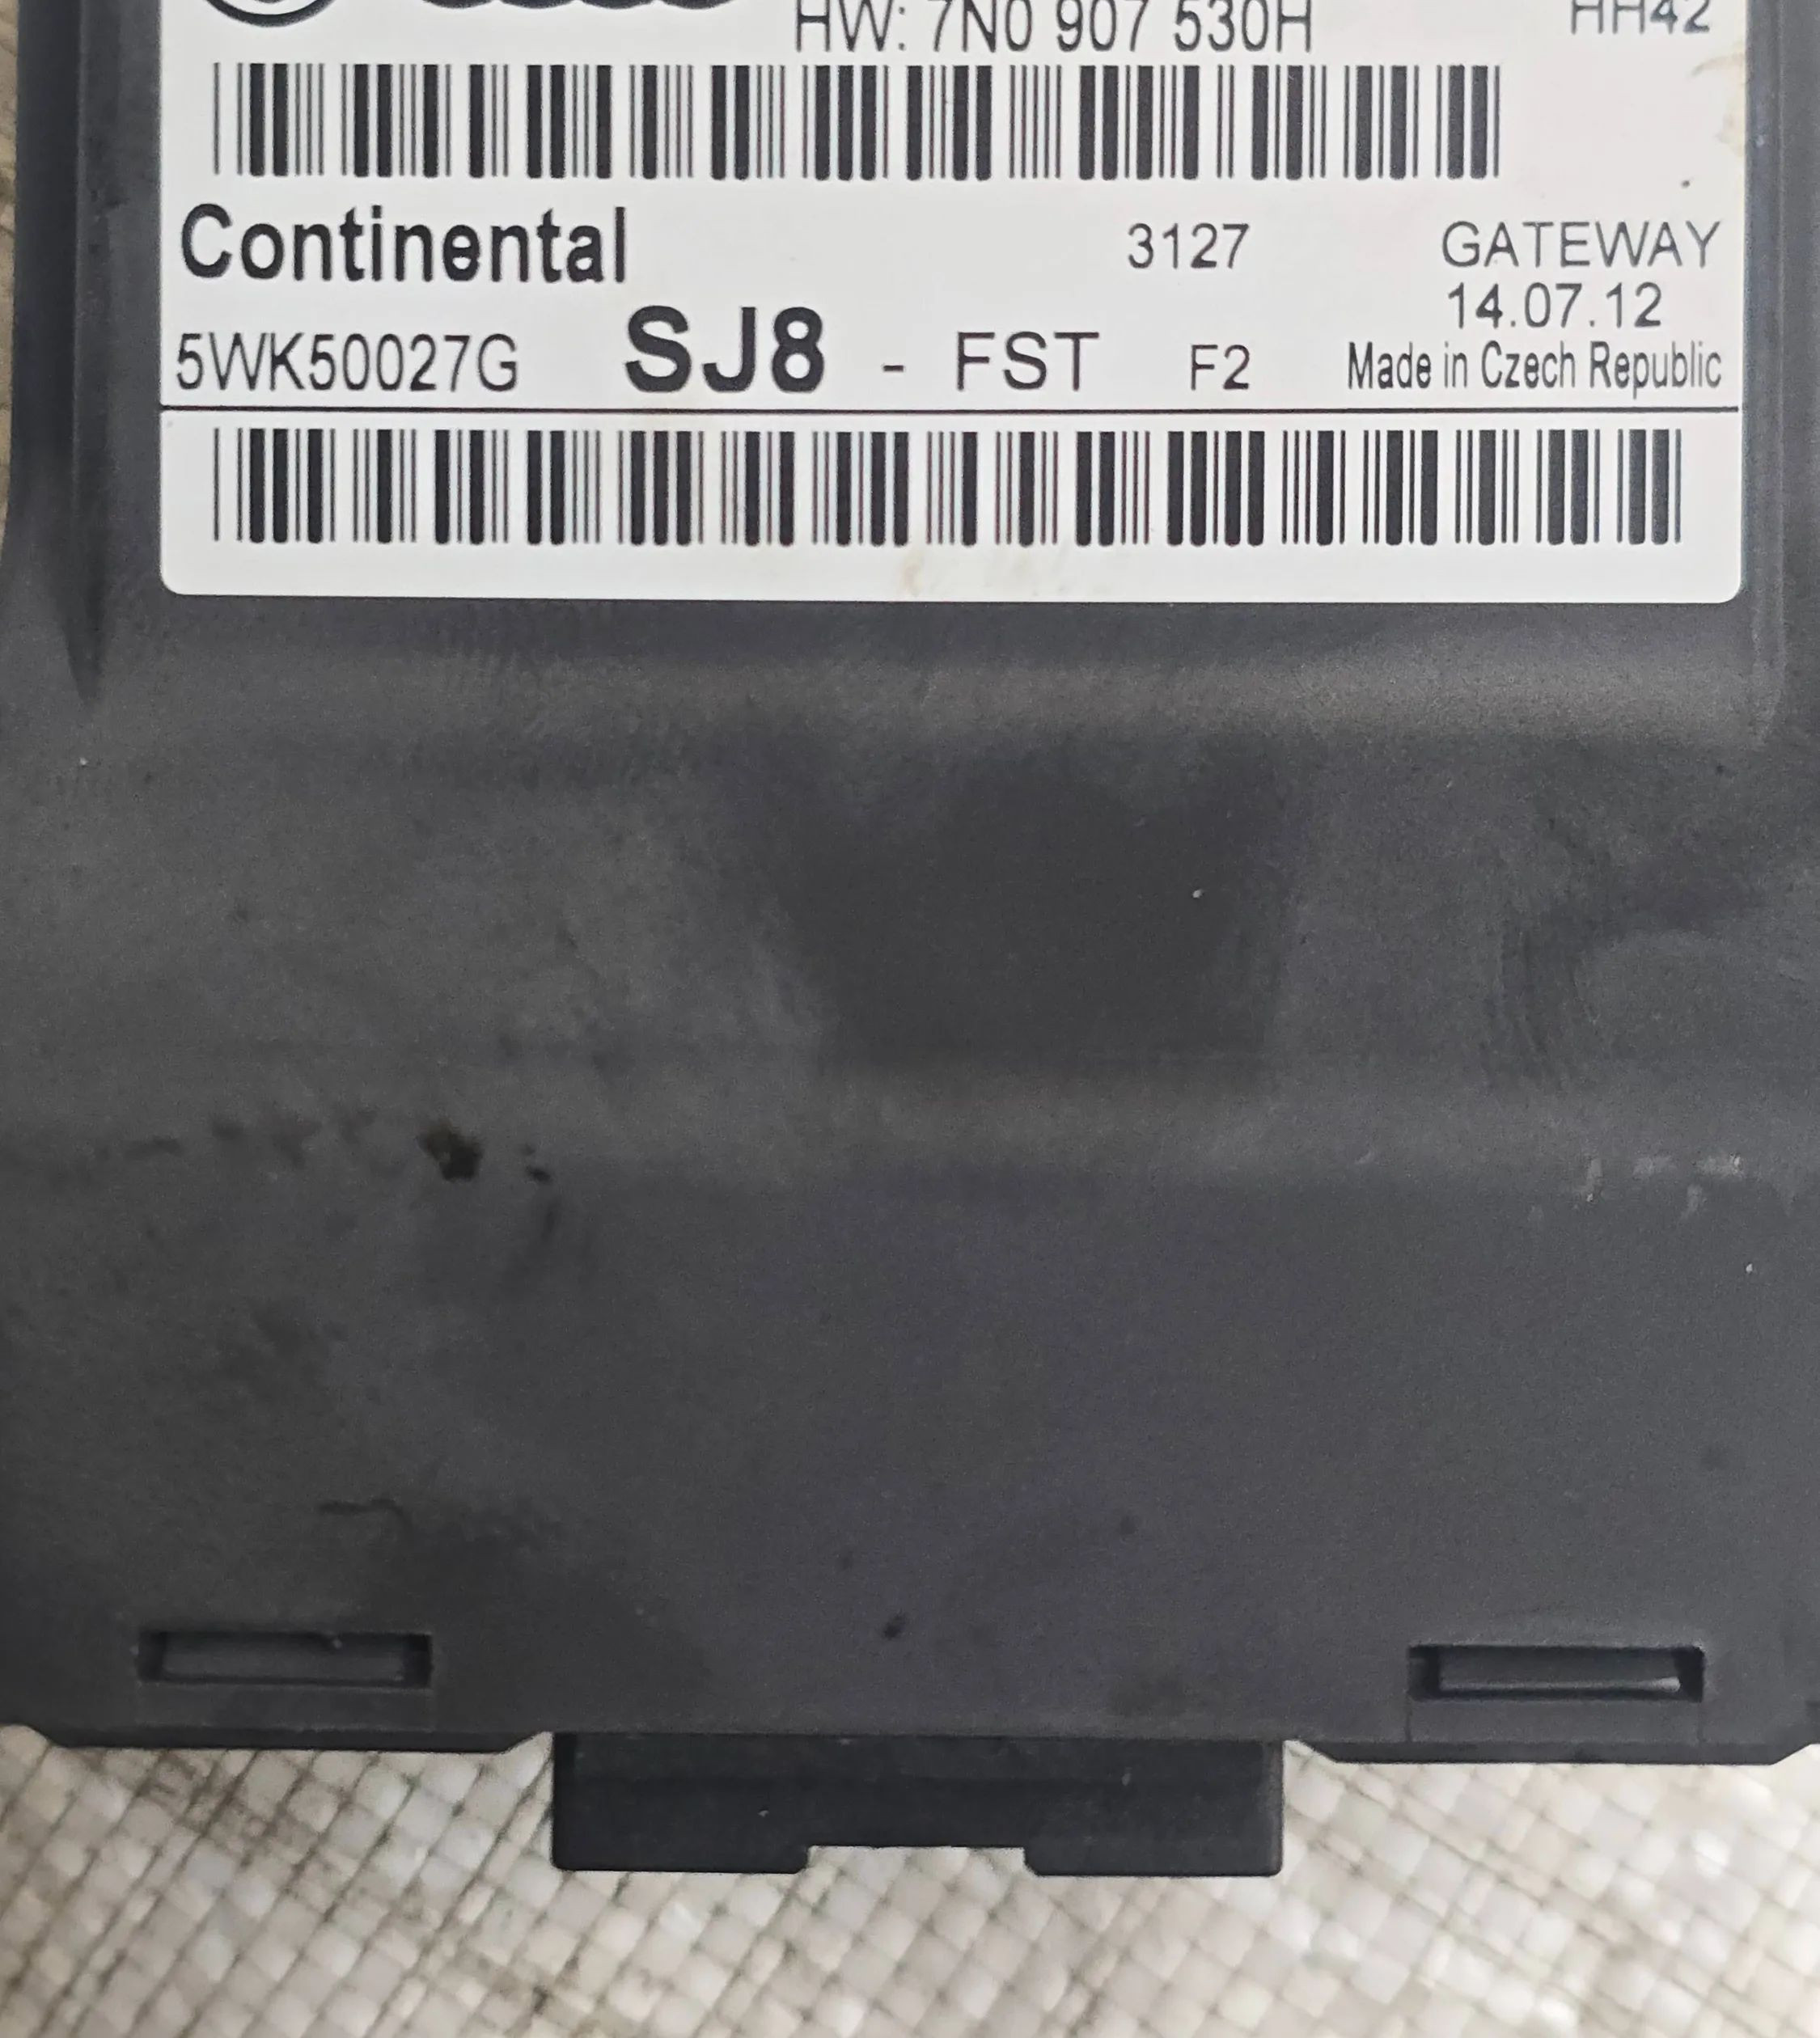 HW: 7N0 907 530H HH42
Continental 3127 GATEWAY
14.07.12
5WK50027G SJ8 - FST F2 Made in Czech Republic